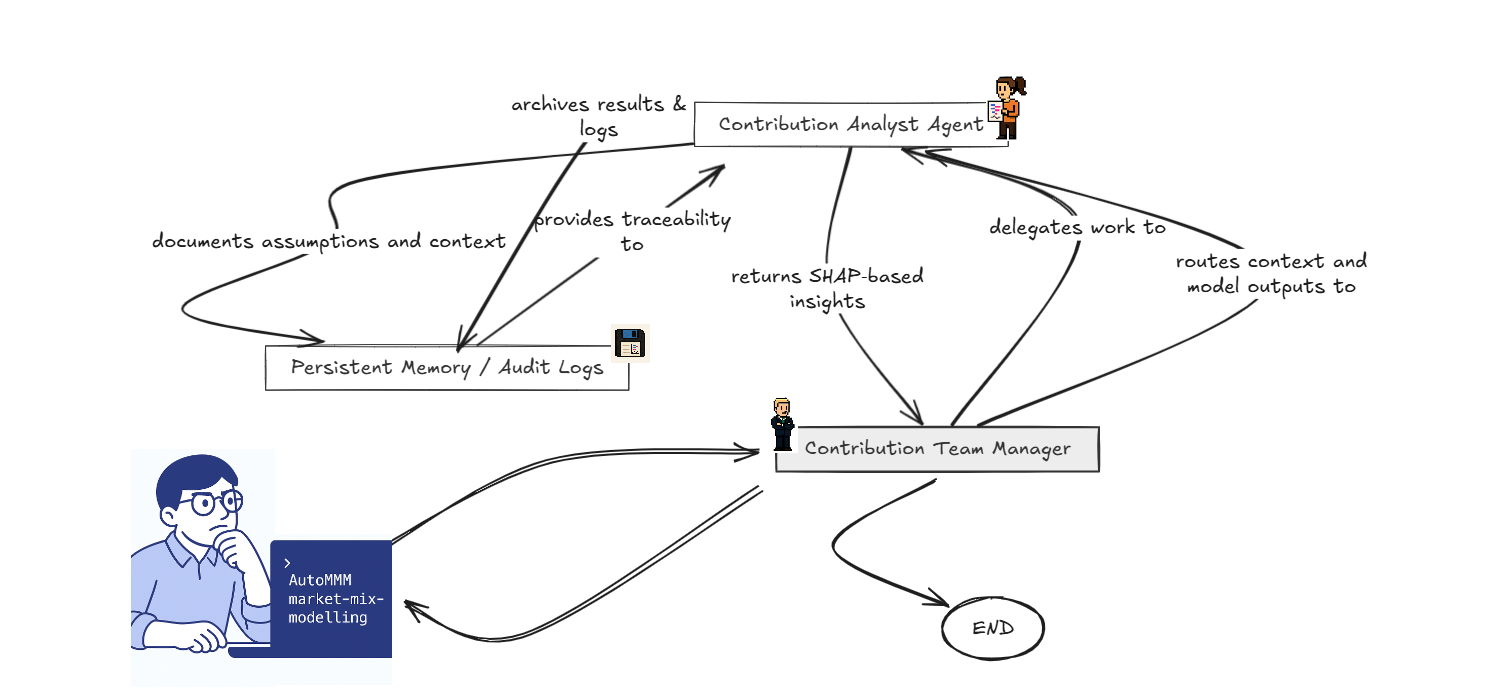 archives results &
logs
Contribution Analyst Agent
documents assumptions and context
provides traceability
to
delegates work to
returns SHAP-based
insights
routes context and
model outputs to
Persistent Memory / Audit Logs
Contribution Team Manager
>
AutoMMM
market-mix-
modelling
END